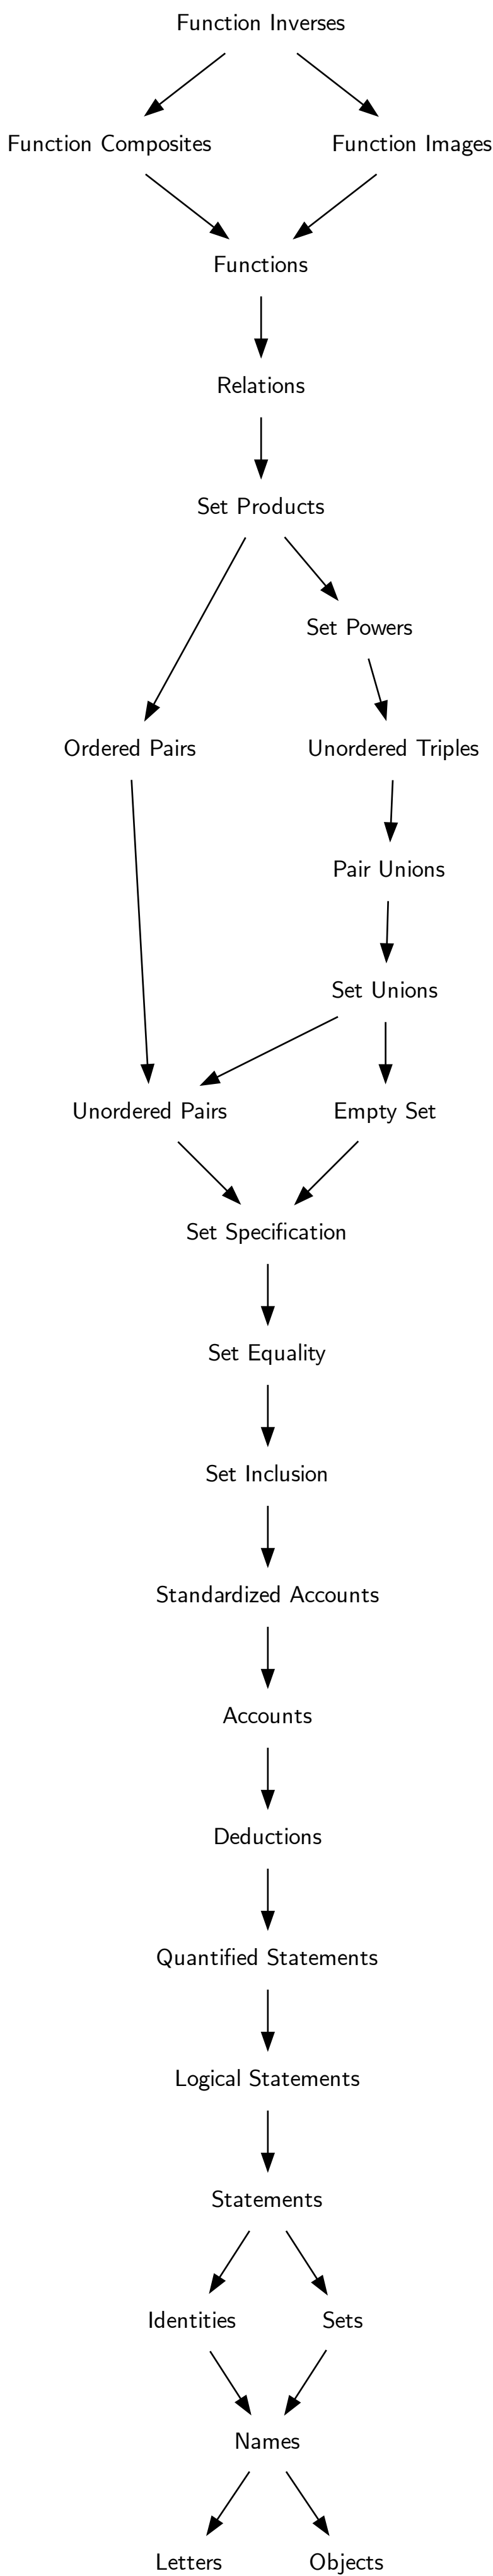 Function Inverses
Function Composites
Function Images
Functions
Relations
Set Products
Set Powers
Ordered Pairs
Unordered Triples
Pair Unions
Set Unions
Unordered Pairs
Empty Set
Set Specification
Set Equality
Set Inclusion
Standardized Accounts
Accounts
Deductions
Quantified Statements
Logical Statements
Statements
Identities
Sets
Names
Letters
Objects